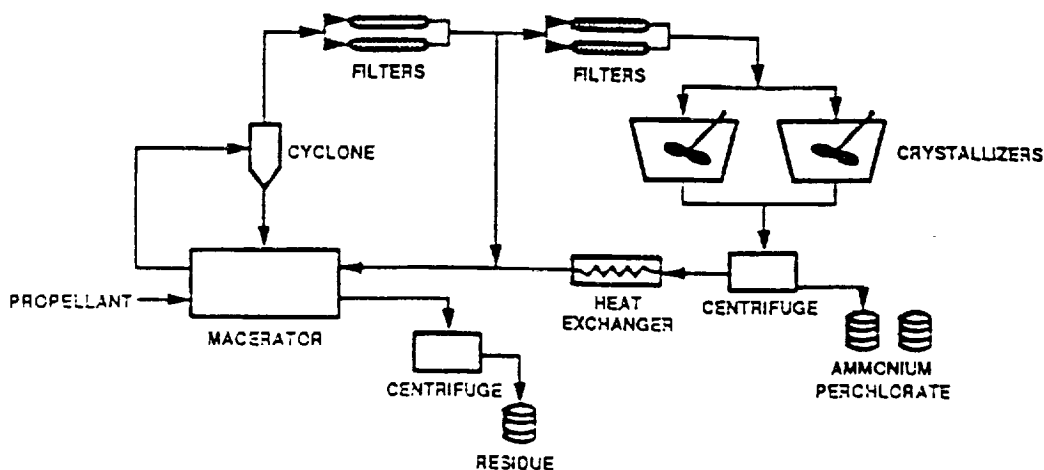 FILTERS
FILTERS
CYCLONE
CRYSTALLIZERS
PROPELLANT
MACERATOR
HEAT
EXCHANGER
CENTRIFUGE
CENTRIFUGE
AMMONIUM
PERCHLORATE
RESIDUE